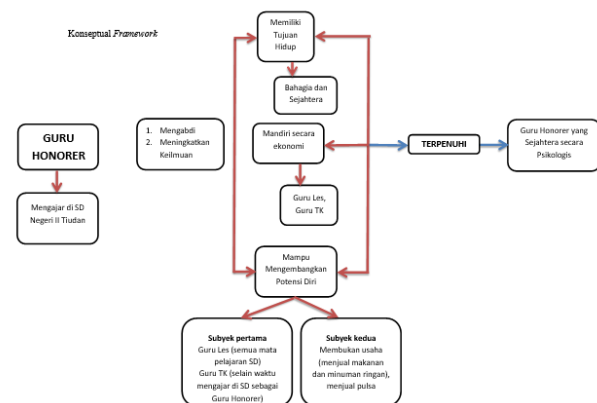 Konseptual Framework
GURU
HONORER
Mengajar di SD
Negeri II Tiudan
1. Mengabdi
2. Meningkatkan
Keilmuan
Memiliki
Tujuan
Hidup
Bahagia dan
Sejahtera
Mandiri secara
ekonomi
Guru Les,
Guru TK
Mampu
Mengembangkan
Potensi Diri
Subyek pertama
Guru Les (semua mata
pelajaran SD)
Guru TK (selain waktu
mengajar di SD sebagai
Guru Honorer)
Subyek kedua
Membukan usaha
(menjual makanan
dan minuman ringan),
menjual pulsa
TERPENUHI
Guru Honorer yang
Sejahtera secara
Psikologis